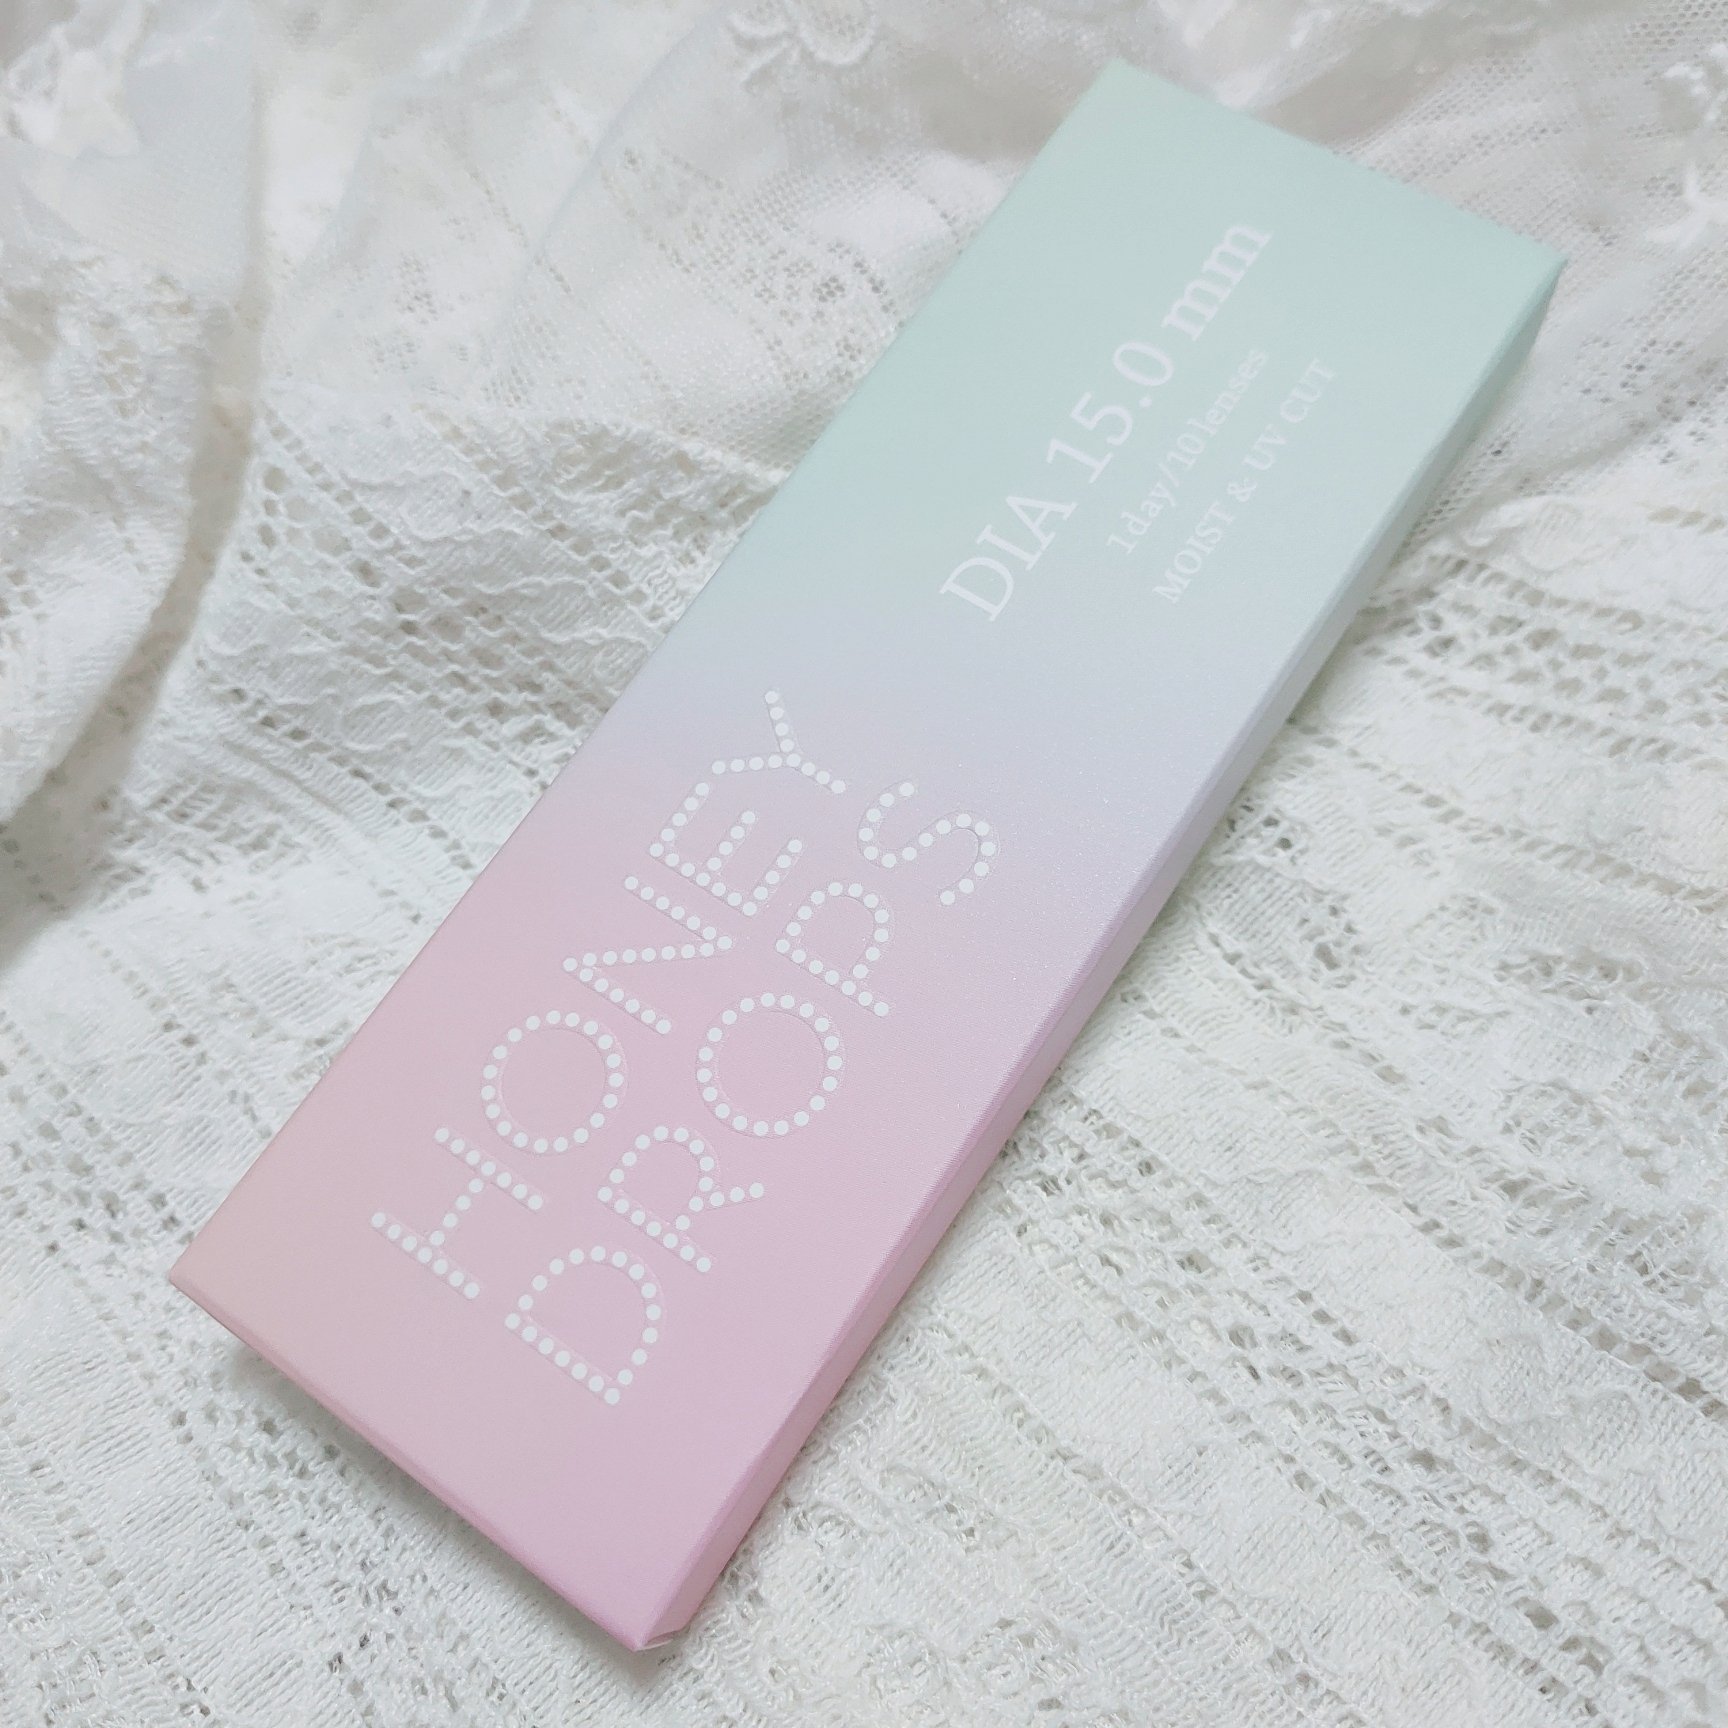 HONEY
DROPS
DIA 15.0 mm
1day/10 lenses
MOIST & UV CUT